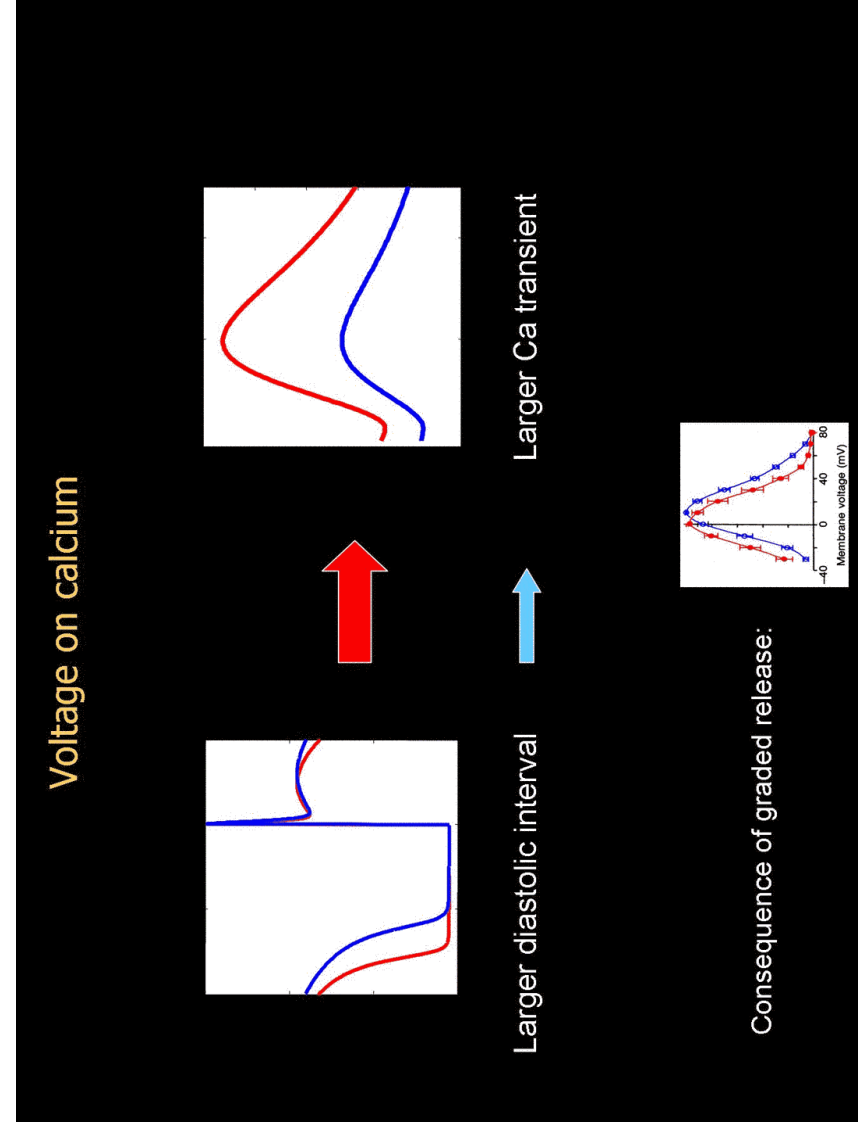 Voltage on calcium
Larger diastolic interval
Larger Ca transient
Consequence of graded release:
–40 0 40 80
Membrane voltage (mV)